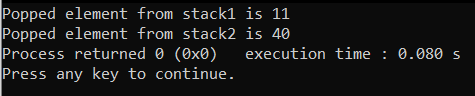 Popped element from stack1 is 11
Popped element from stack2 is 40
Process returned 0 (0x0)   execution time : 0.080 s
Press any key to continue.